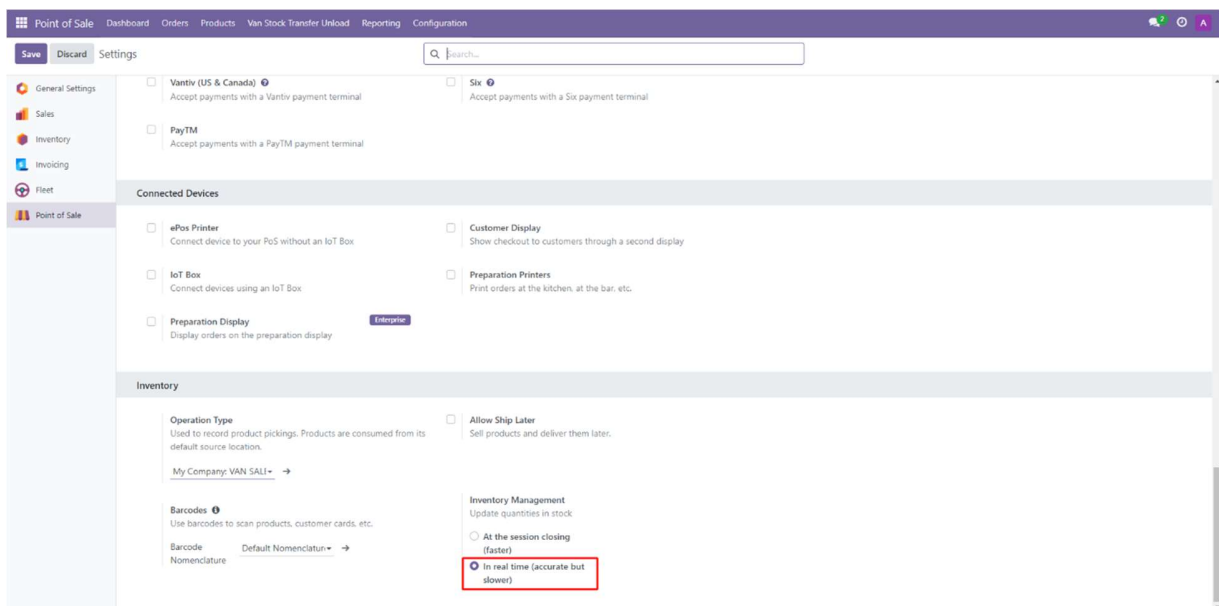 Point of Sale Dashboard Orders Products Van Stock Transfer Unload Reporting Configuration
2
A
Save Discard Settings
Search...
General Settings
Sales
Inventory
Invoicing
Fleet
Point of Sale
Vantiv (US & Canada)
Accept payments with a Vantiv payment terminal
Six
Accept payments with a Six payment terminal
PayTM
Accept payments with a PayTM payment terminal
Connected Devices
ePos Printer
Connect device to your PoS without an IoT Box
Customer Display
Show checkout to customers through a second display
IoT Box
Connect devices using an IoT Box
Preparation Printers
Print orders at the kitchen, at the bar, etc.
Preparation Display
Enterprise
Display orders on the preparation display
Inventory
Operation Type
Used to record product pickings. Products are consumed from its
default source location.
My Company: VAN SALE
Allow Ship Later
Sell products and deliver them later.
Barcodes
Use barcodes to scan products, customer cards, etc.
Barcode
Nomenclature
Default Nomenclature
Inventory Management
Update quantities in stock
At the session closing
(faster)
In real time (accurate but
slower)